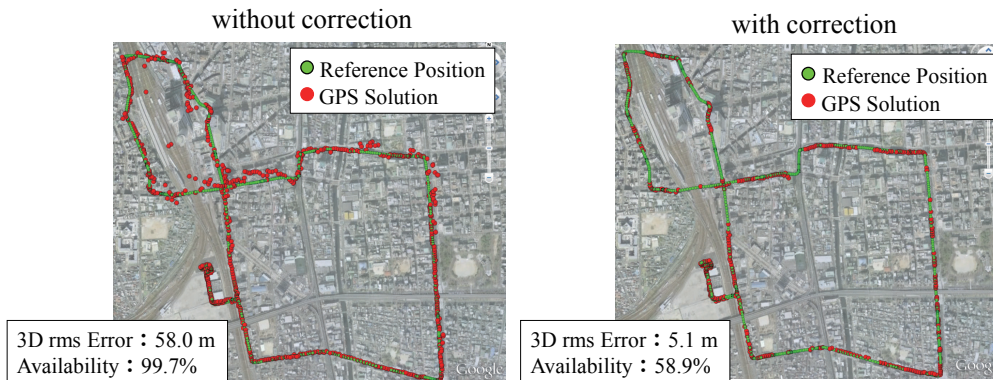 without correction
Reference Position
GPS Solution
3D rms Error：58.0 m
Availability：99.7%
Google
with correction
Reference Position
GPS Solution
3D rms Error：5.1 m
Availability：58.9%
Goog